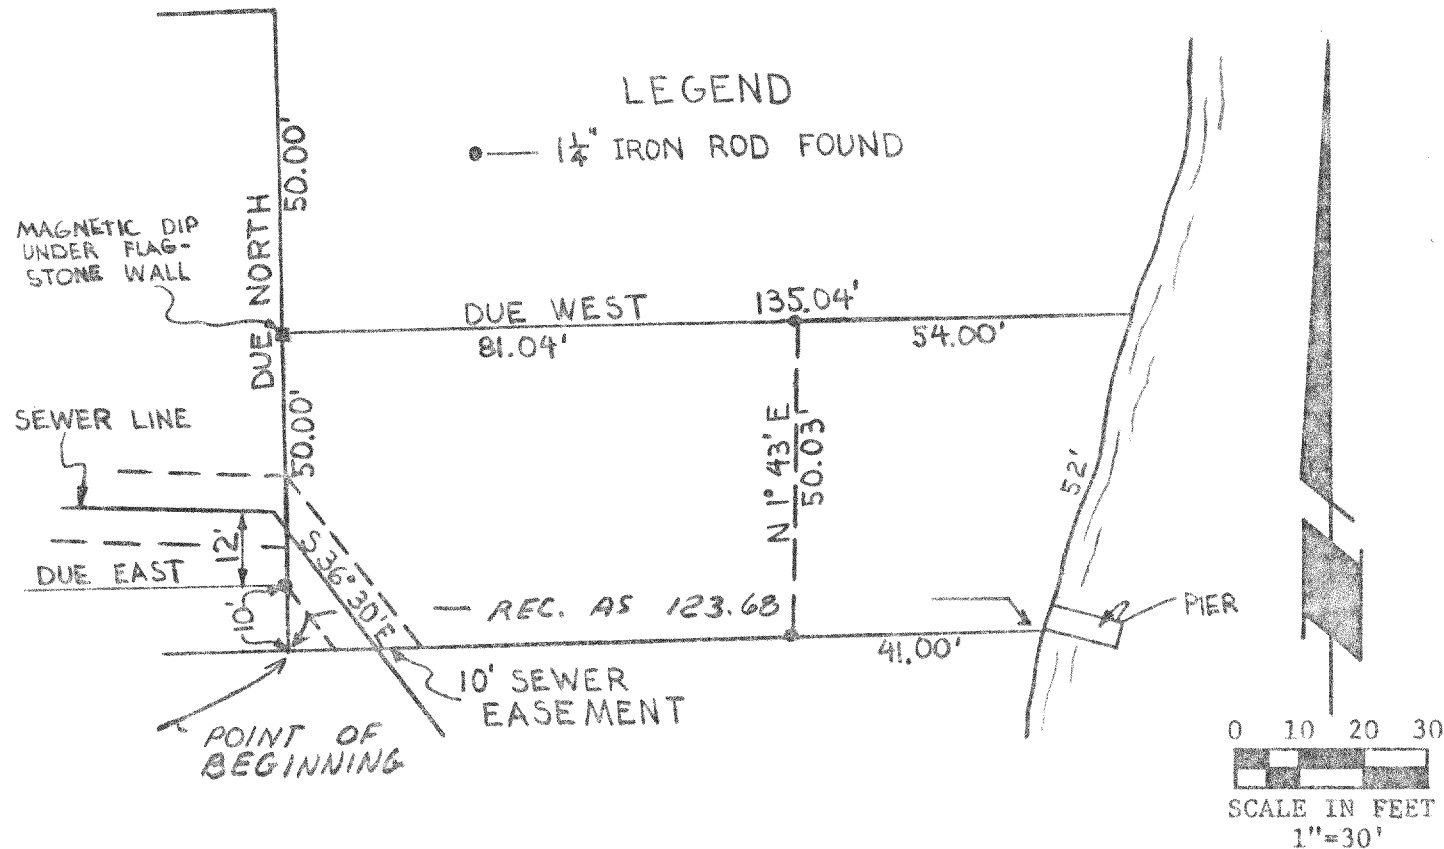 LEGEND
1¼" IRON ROD FOUND
50.00'
DUE NORTH
MAGNETIC DIP
UNDER FLAG-
STONE WALL
DUE WEST
135.04'
81.04'
54.00'
50.00'
SEWER LINE
N 1° 43' E
50.03'
52'
12'
DUE EAST
S 36° 30' E
10'
REC. AS 123.68
PIER
41.00'
10' SEWER
EASEMENT
POINT OF
BEGINNING
0 10 20 30
SCALE IN FEET
1"=30'